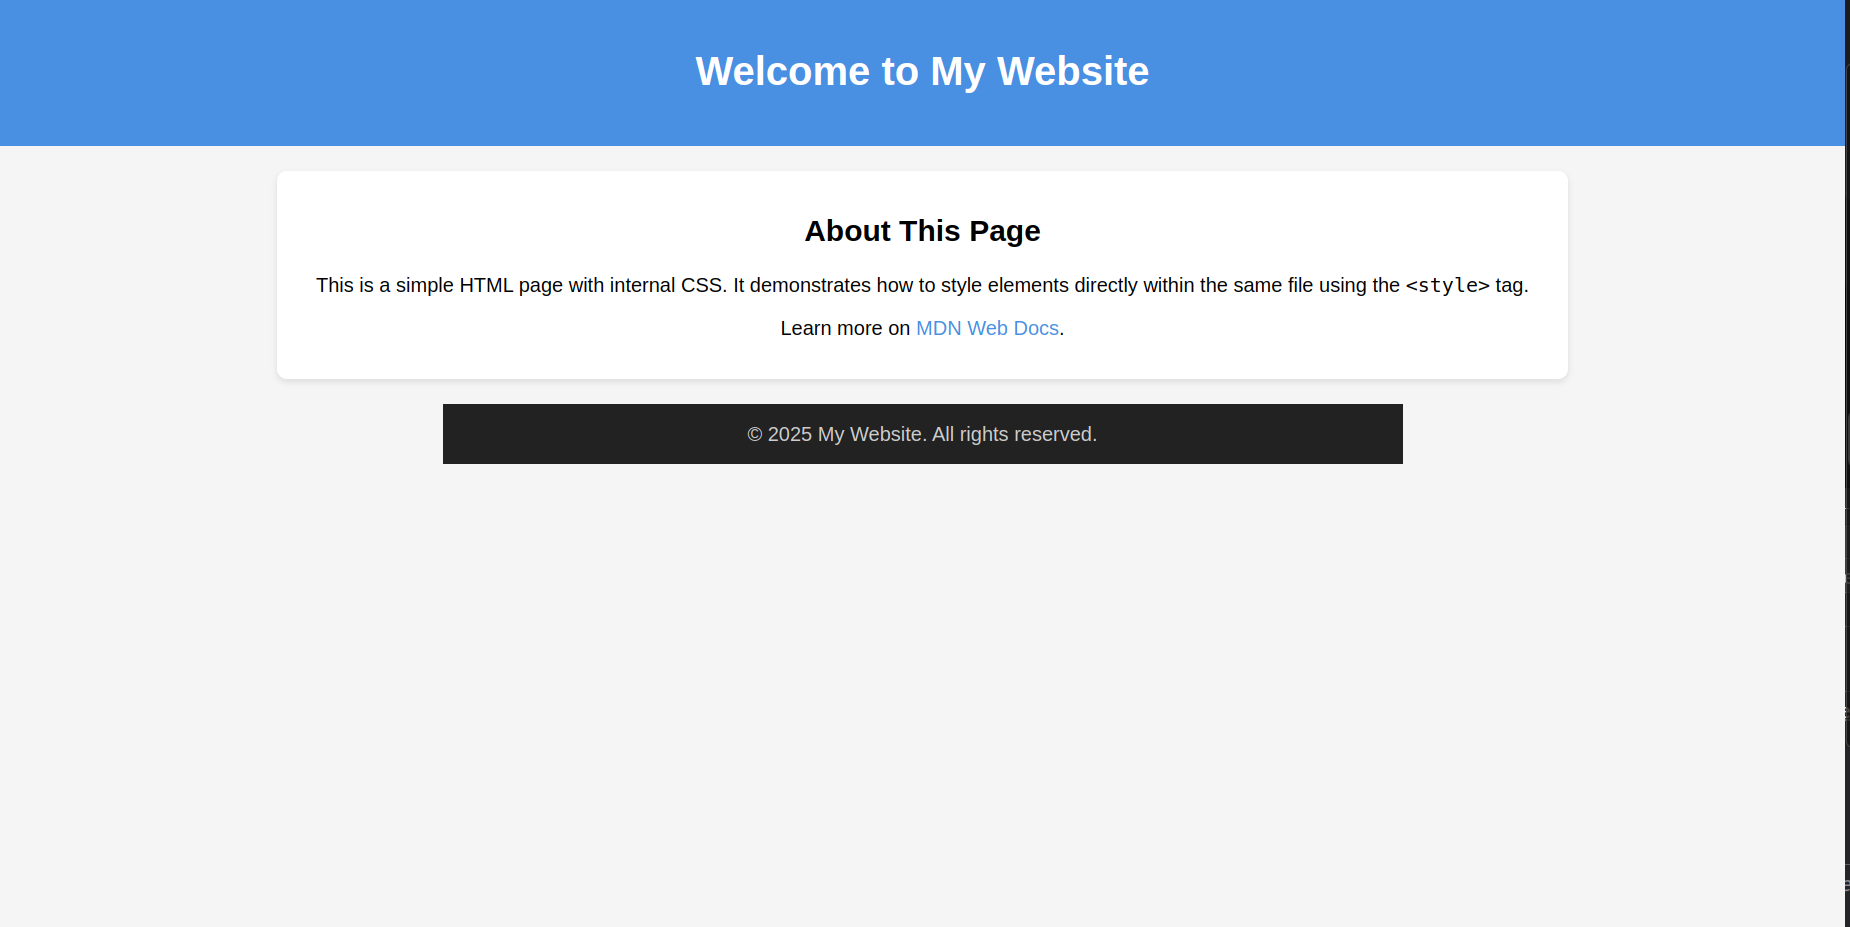 Welcome to My Website
About This Page
This is a simple HTML page with internal CSS. It demonstrates how to style elements directly within the same file using the <style> tag.
Learn more on MDN Web Docs.
© 2025 My Website. All rights reserved.